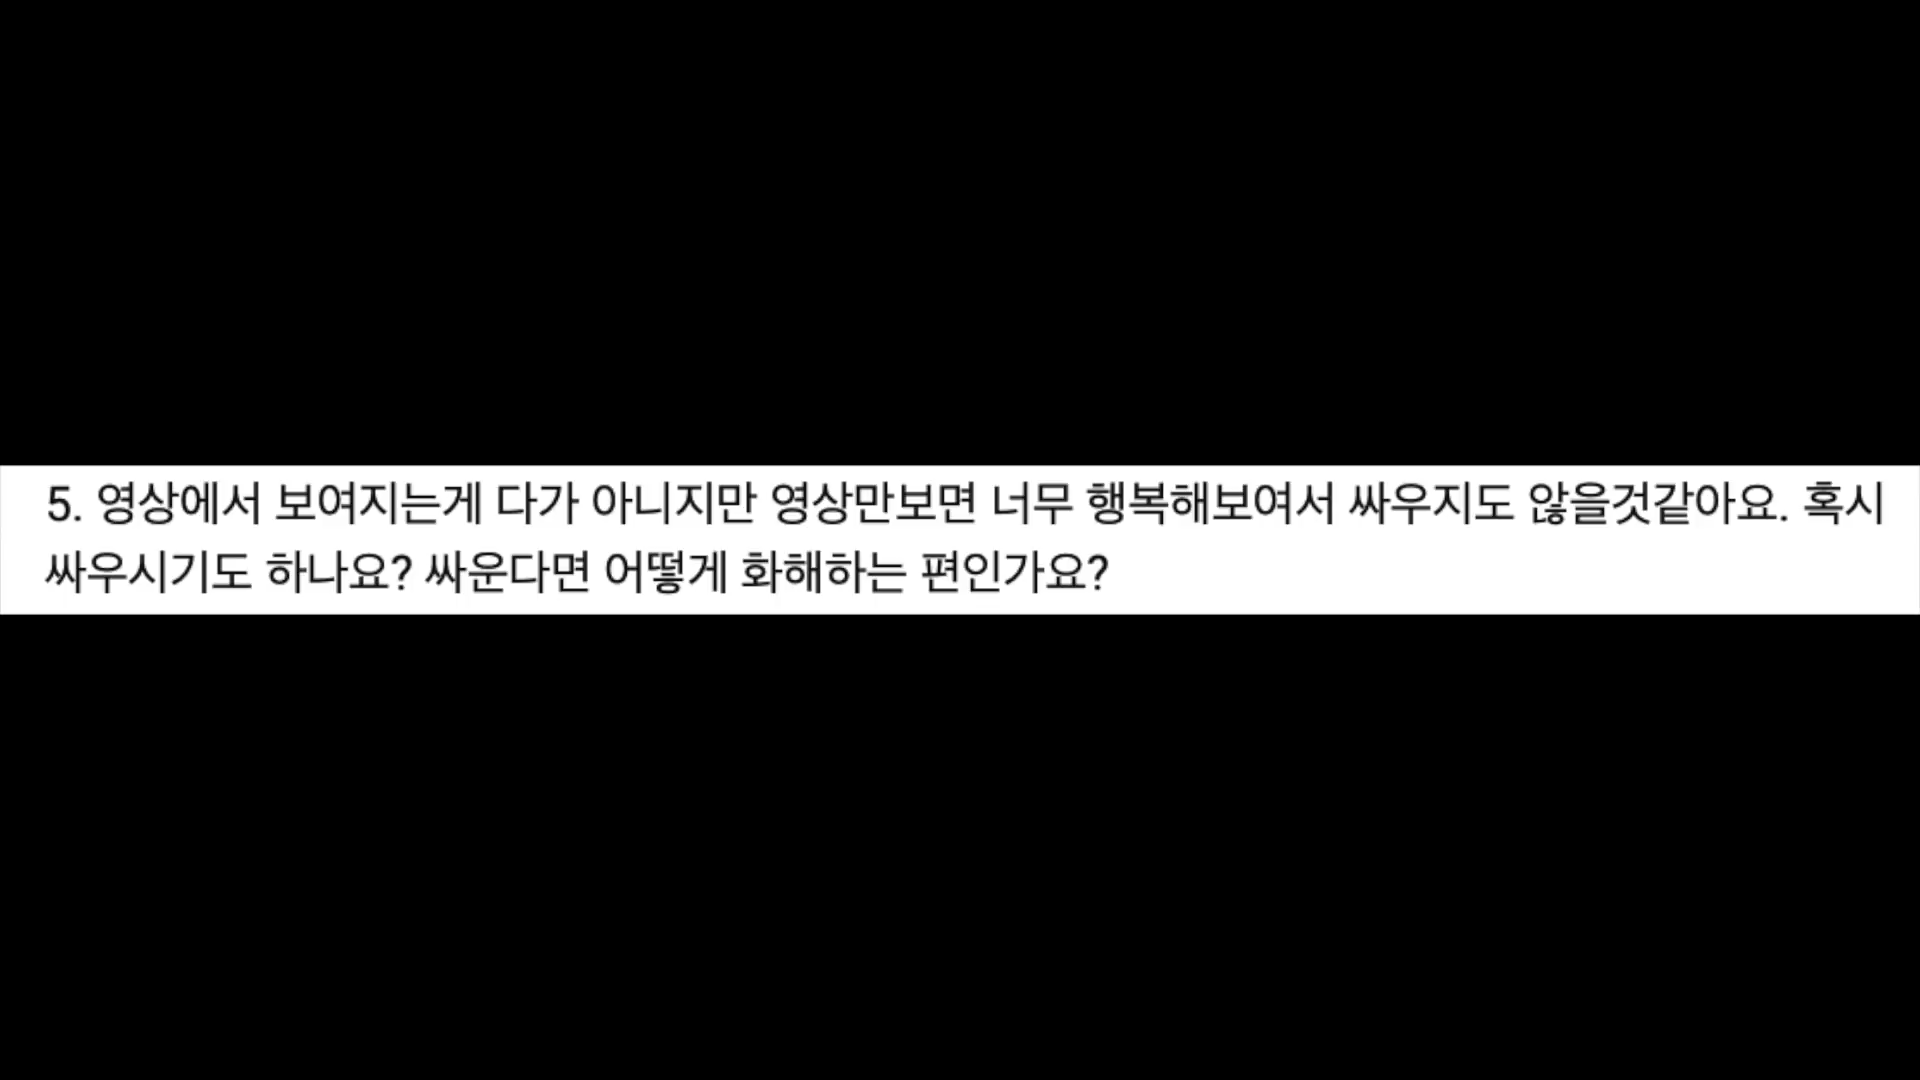 5. 영상에서 보여지는게 다가 아니지만 영상만보면 너무 행복해보여서 싸우지도 않을것같아요. 혹시
싸우시기도 하나요? 싸운다면 어떻게 화해하는 편인가요?